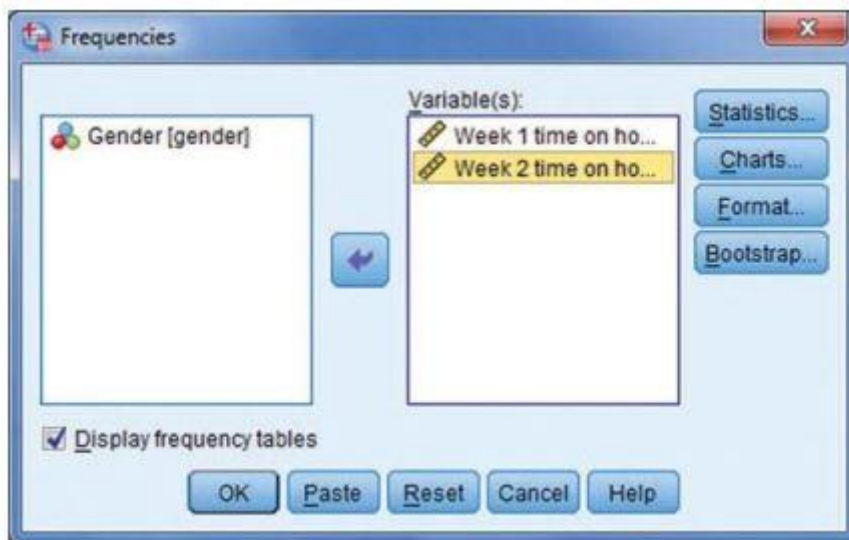 Frequencies
Variable(s):
Gender [gender]
Week 1 time on ho...
Week 2 time on ho...
Statistics...
Charts...
Format...
Bootstrap...
Display frequency tables
OK Paste Reset Cancel Help